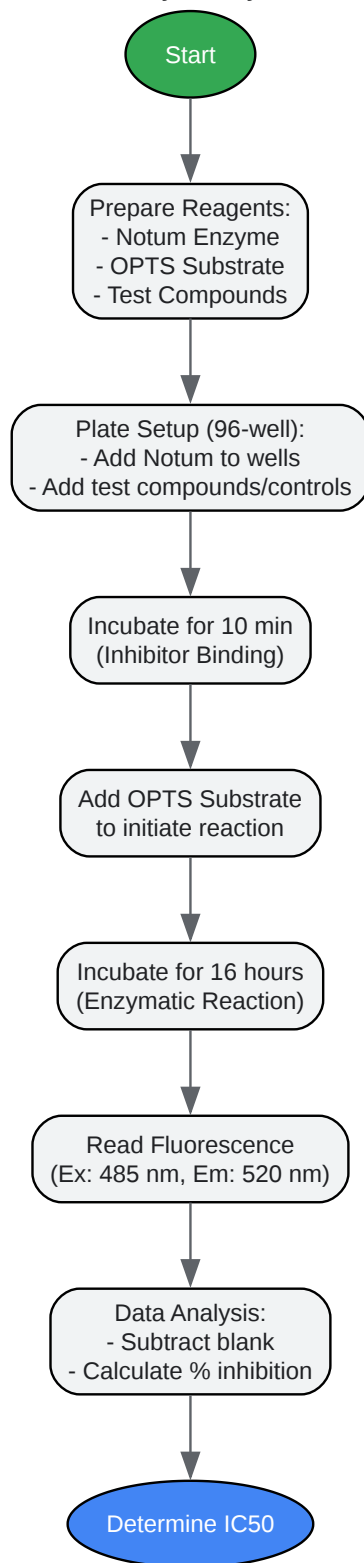 Start
Prepare Reagents:
- Notum Enzyme
- OPTS Substrate
- Test Compounds
Plate Setup (96-well):
- Add Notum to wells
- Add test compounds/controls
Incubate for 10 min
(Inhibitor Binding)
Add OPTS Substrate
to initiate reaction
Incubate for 16 hours
(Enzymatic Reaction)
Read Fluorescence
(Ex: 485 nm, Em: 520 nm)
Data Analysis:
- Subtract blank
- Calculate % inhibition
Determine IC50